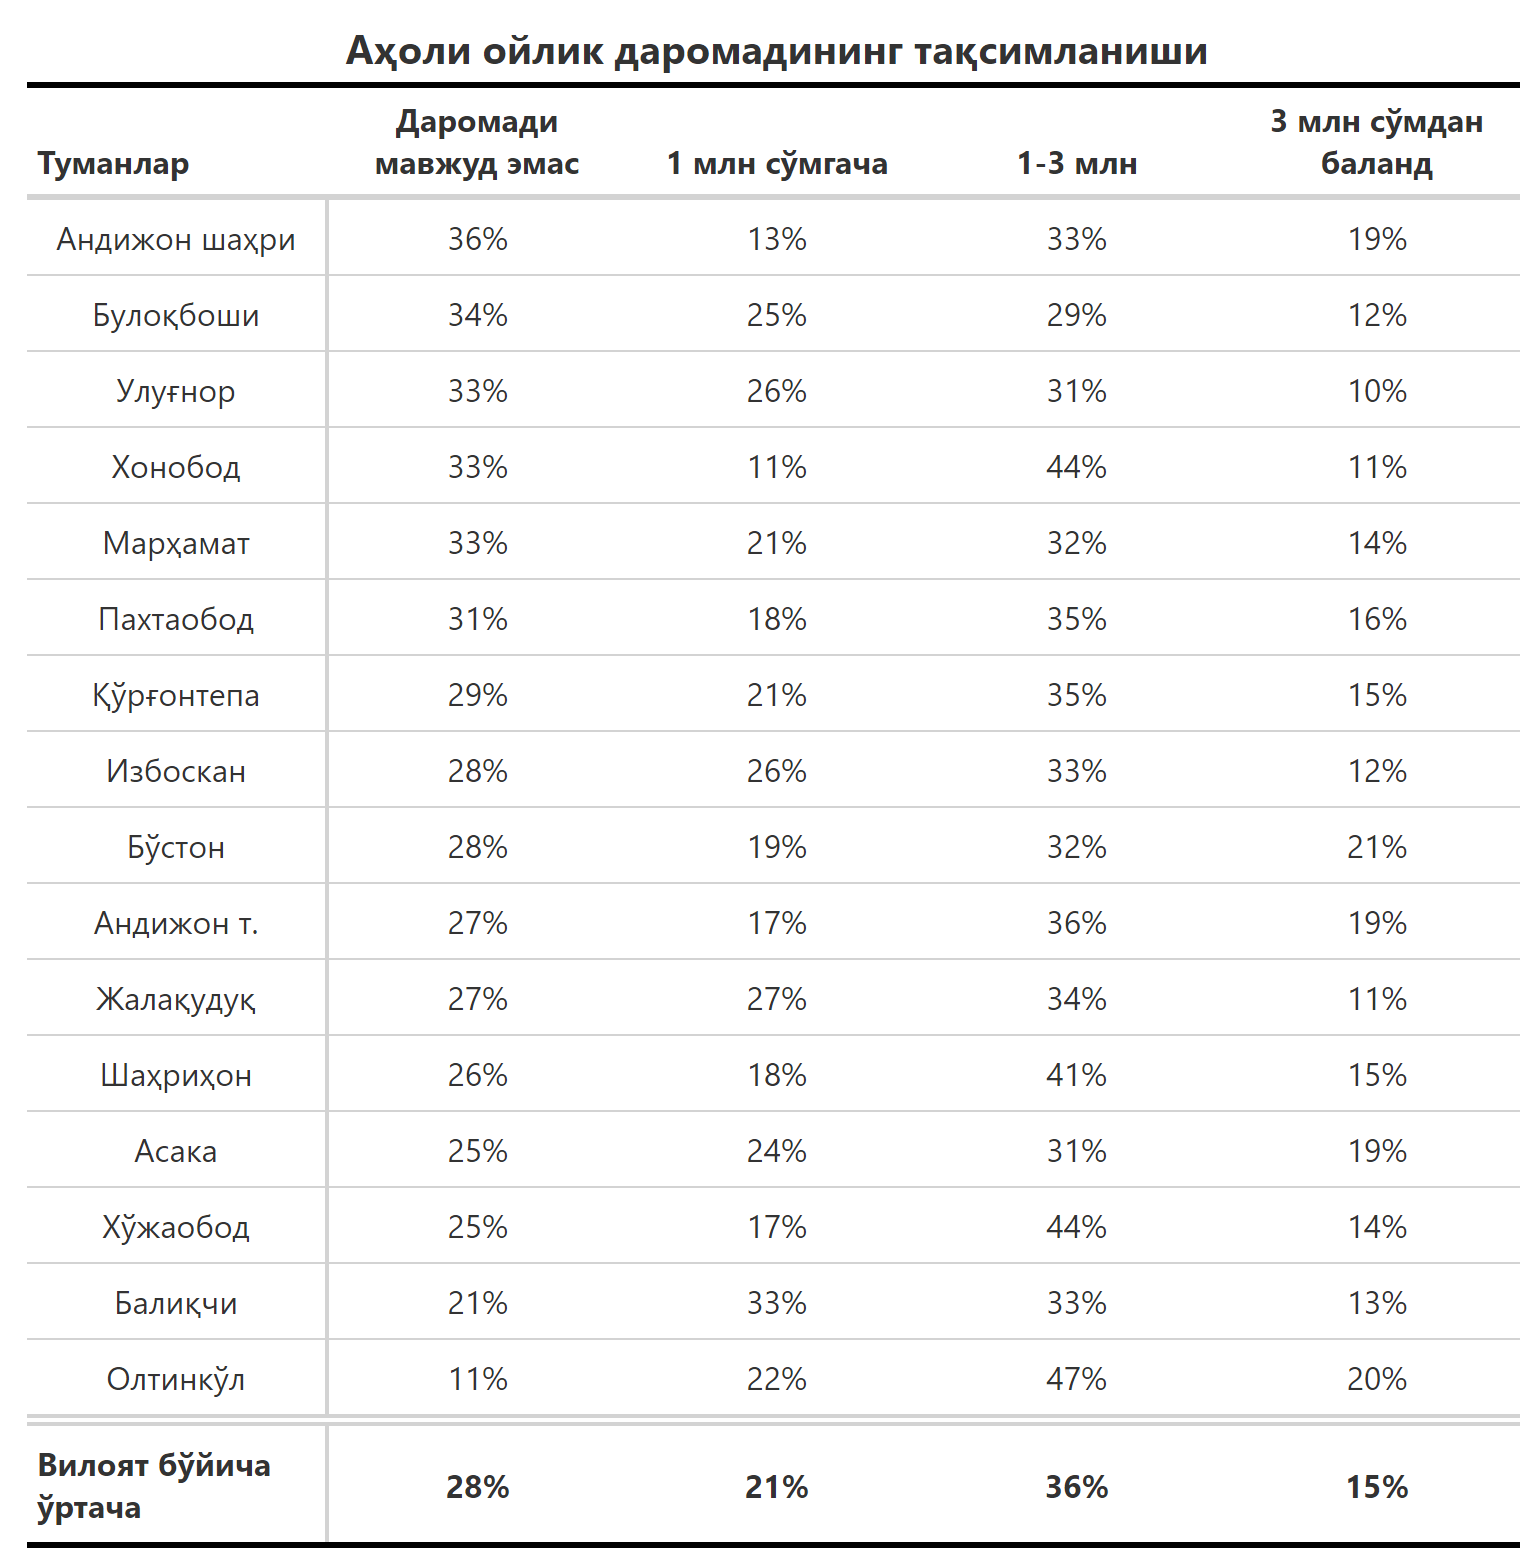 Аҳоли ойлик даромадининг тақсимланиши
Туманлар Даромади мавжуд эмас 1 млн сўмгача 1-3 млн 3 млн сўмдан баланд
Андижон шаҳри 36% 13% 33% 19%
Булоқбоши 34% 25% 29% 12%
Улуғнор 33% 26% 31% 10%
Хонобод 33% 11% 44% 11%
Марҳамат 33% 21% 32% 14%
Пахтаобод 31% 18% 35% 16%
Қўрғонтепа 29% 21% 35% 15%
Избоскан 28% 26% 33% 12%
Бўстон 28% 19% 32% 21%
Андижон т. 27% 17% 36% 19%
Жалақудуқ 27% 27% 34% 11%
Шаҳриҳон 26% 18% 41% 15%
Асака 25% 24% 31% 19%
Хўжаобод 25% 17% 44% 14%
Балиқчи 21% 33% 33% 13%
Олтинкўл 11% 22% 47% 20%
Вилоят бўйича ўртача 28% 21% 36% 15%